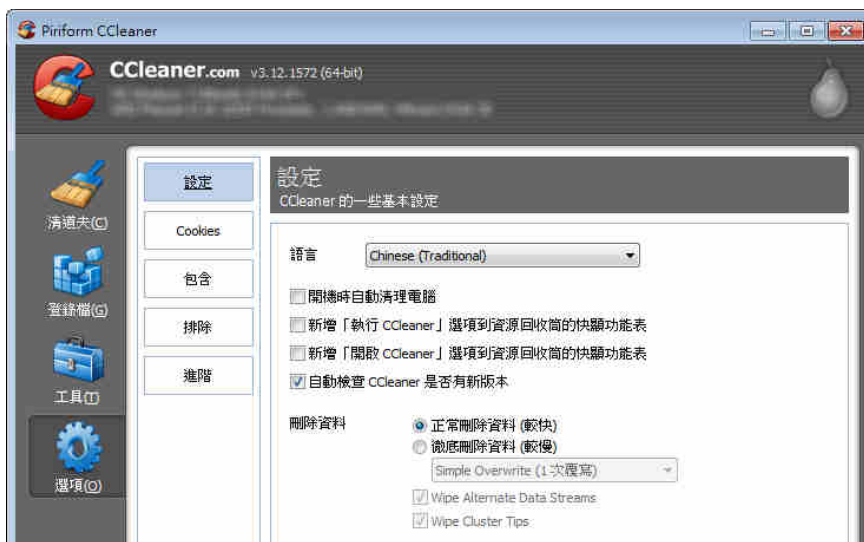 Piriform CCleaner
CCleaner.com v3.12.1572 (64-bit)
清道夫(C)
登錄檔(G)
工具(T)
選項(O)
設定
Cookies
包含
排除
進階
設定
CCleaner 的一些基本設定
語言 Chinese (Traditional)
開機時自動清理電腦
新增「執行 CCleaner」選項到資源回收筒的快顯功能表
新增「開啟 CCleaner」選項到資源回收筒的快顯功能表
自動檢查 CCleaner 是否有新版本
刪除資料 正常刪除資料 (較快)
徹底刪除資料 (較慢)
Simple Overwrite (1 次覆寫)
Wipe Alternate Data Streams
Wipe Cluster Tips